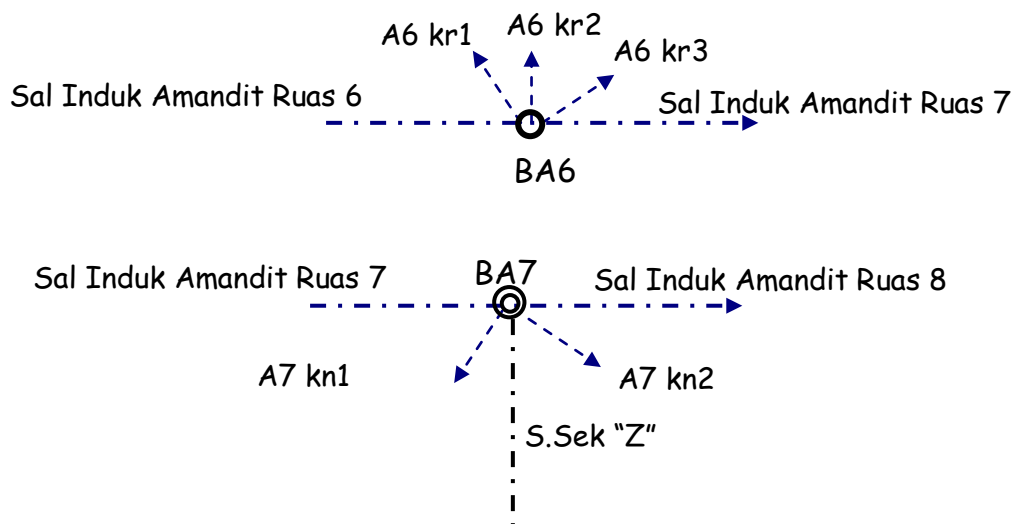 A6 kr1
A6 kr2
A6 kr3
Sal Induk Amandit Ruas 6
Sal Induk Amandit Ruas 7
BA6
Sal Induk Amandit Ruas 7
BA7
Sal Induk Amandit Ruas 8
A7 kn1
A7 kn2
S.Sek “Z”